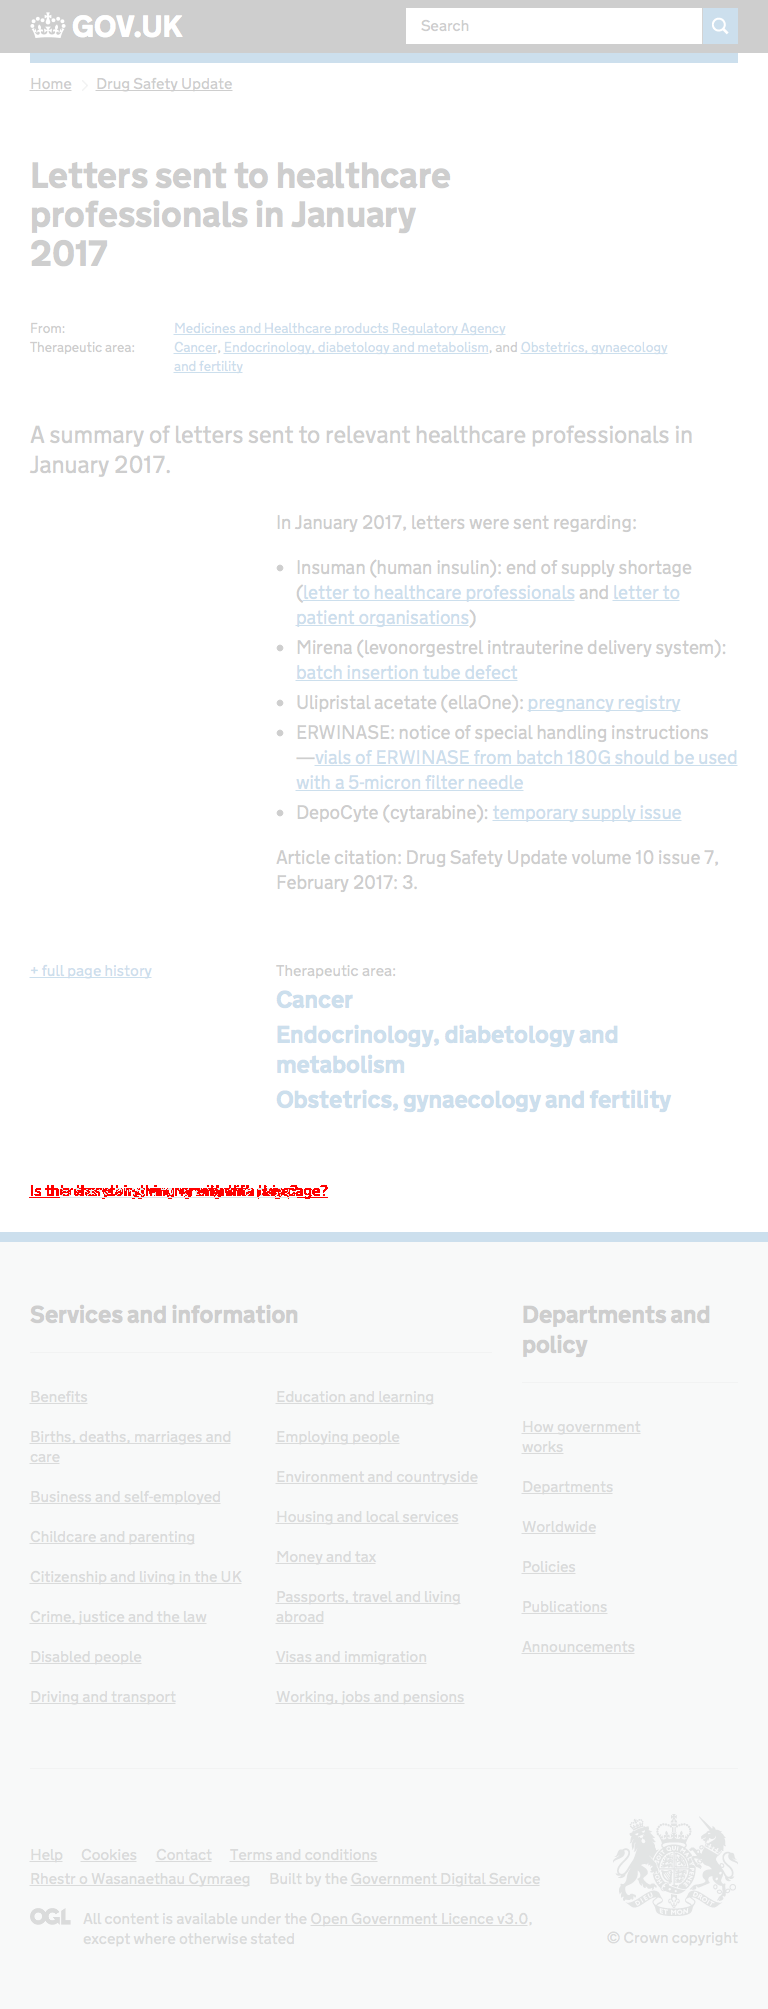 GOV.UK
Search
Home
Drug Safety Update
Letters sent to healthcare
professionals in January
2017
From:
Medicines and Healthcare products Regulatory Agency
Therapeutic area:
Cancer, Endocrinology, diabetology and metabolism, and Obstetrics, gynaecology
and fertility
A summary of letters sent to relevant healthcare professionals in
January 2017.
In January 2017, letters were sent regarding:
• Insuman (human insulin): end of supply shortage
(letter to healthcare professionals and letter to
patient organisations)
• Mirena (levonorgestrel intrauterine delivery system):
batch insertion tube defect
• Ulipristal acetate (ellaOne): pregnancy registry
• ERWINASE: notice of special handling instructions
—vials of ERWINASE from batch 180G should be used
with a 5-micron filter needle
• DepoCyte (cytarabine): temporary supply issue
Article citation: Drug Safety Update volume 10 issue 7,
February 2017: 3.
+ full page history
Therapeutic area:
Cancer
Endocrinology, diabetology and
metabolism
Obstetrics, gynaecology and fertility
Services and information
Benefits
Births, deaths, marriages and
care
Business and self-employed
Childcare and parenting
Citizenship and living in the UK
Crime, justice and the law
Disabled people
Driving and transport
Education and learning
Employing people
Environment and countryside
Housing and local services
Money and tax
Passports, travel and living
abroad
Visas and immigration
Working, jobs and pensions
Departments and
policy
How government
works
Departments
Worldwide
Policies
Publications
Announcements
Help
Cookies
Contact
Terms and conditions
Rhestr o Wasanaethau Cymraeg
Built by the Government Digital Service
OGL
All content is available under the Open Government Licence v3.0,
except where otherwise stated
© Crown copyright